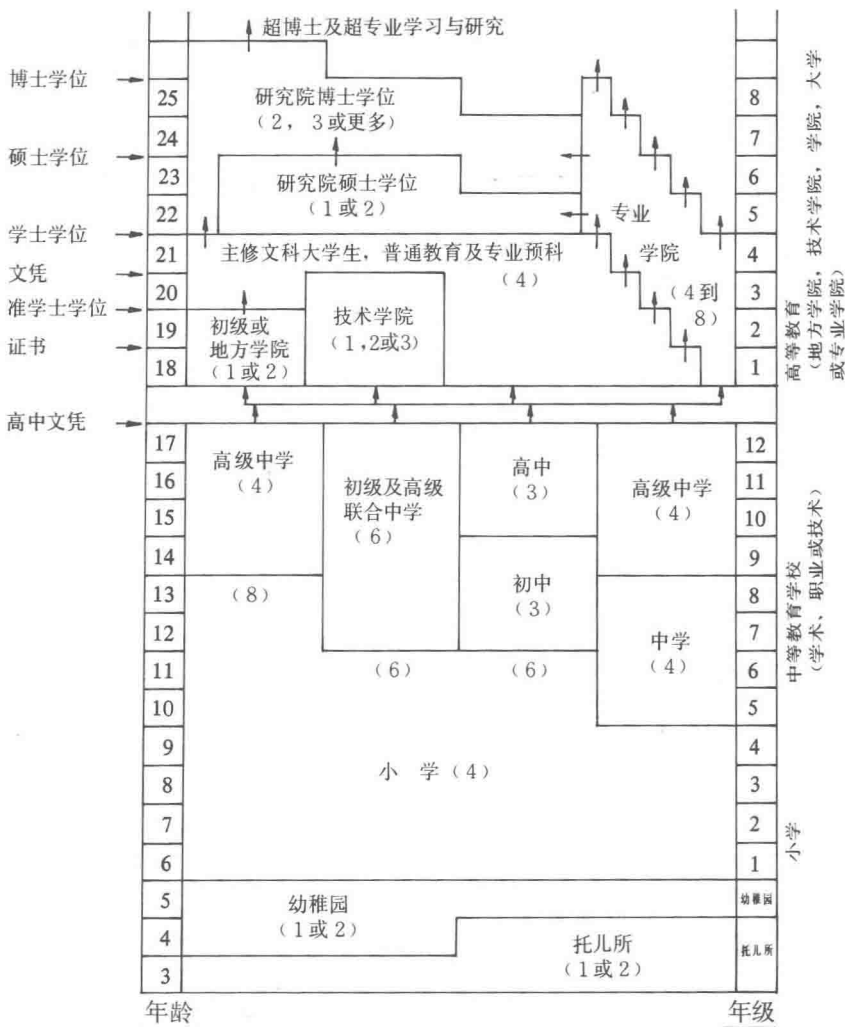 超博士及超专业学习与研究
博士学位
25
研究院博士学位
（2，3或更多）
8
24
7
硕士学位
23
研究院硕士学位
（1或2）
6
22
专业
5
学士学位
21
主修文科大学生，普通教育及专业预科
（4）
学院
4
文凭
20
（4到
8）
3
准学士学位
19
初级或
地方学院
（1或2）
技术学院
（1,2或3）
2
证书
18
1
高等教育
（地方学院，技术学院，学院，大学
或专业学院）
高中文凭
17
12
16
高级中学
（4）
初级及高级
联合中学
（6）
高中
（3）
高级中学
（4）
11
15
10
14
9
13
（8）
初中
（3）
8
12
中学
（4）
7
11
（6）
（6）
6
10
5
中等教育学校
（学术、职业或技术）
9
4
8
小 学（4）
3
7
2
6
1
小学
5
幼稚园
（1或2）
幼稚园
4
托儿所
（1或2）
托儿所
3
年龄
年级